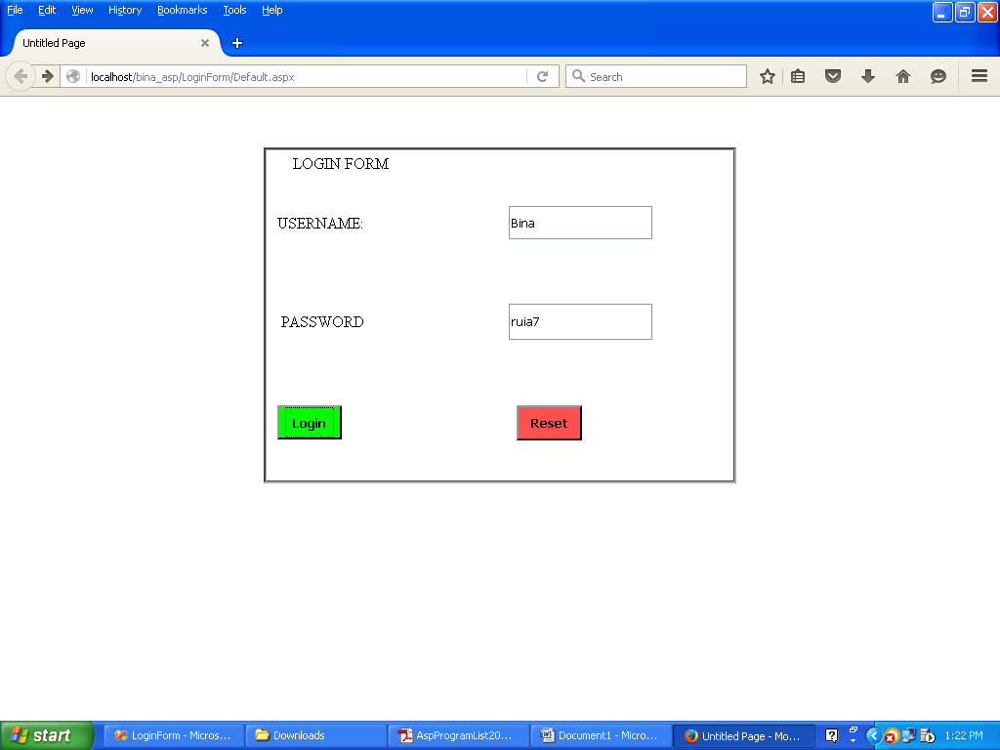 File Edit View History Bookmarks Tools Help
Untitled Page
localhost/bina_asp/LoginForm/Default.aspx Search
LOGIN FORM
USERNAME: Bina
PASSWORD ruia7
Login Reset
start LoginForm - Micros... Downloads AspProgramList20... Document1 - Micro... Untitled Page - Mo... 1:22 PM